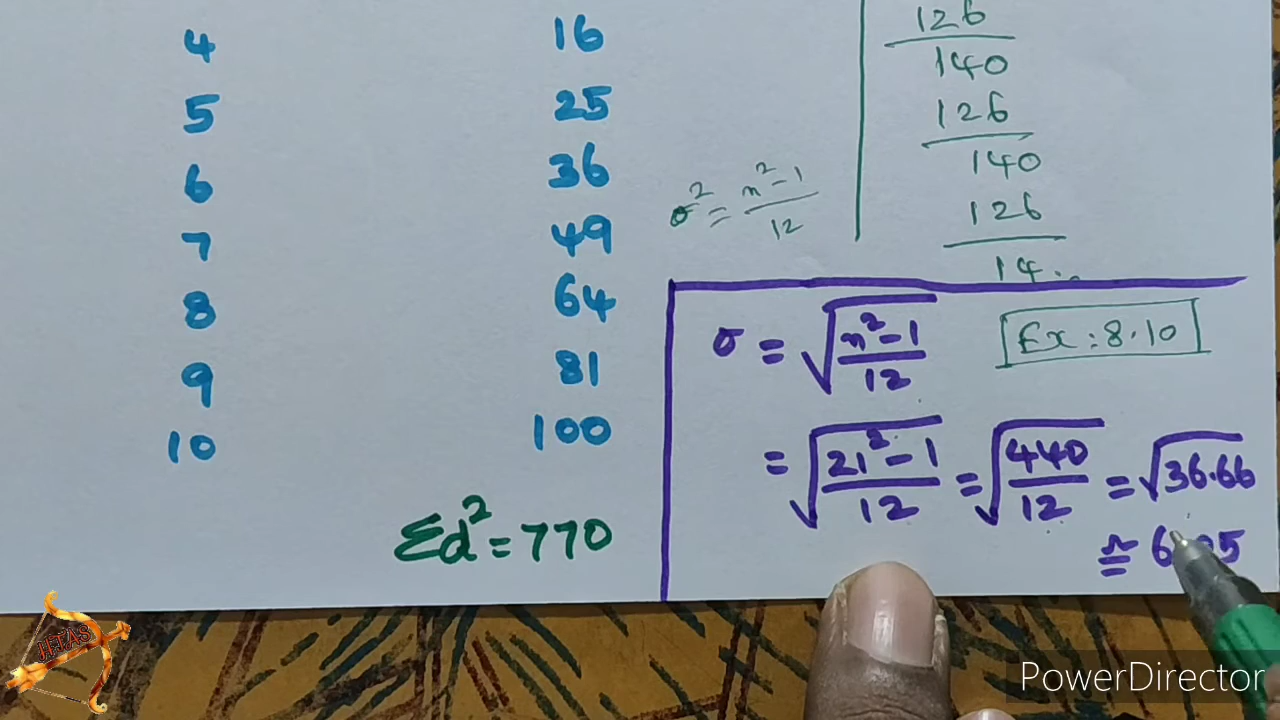 4 16
5 25
6 36
7 49
8 64
9 81
10 100
Σd² = 770
126
140
126
140
126
14..
σ² = n² - 1 / 12
σ = √(n² - 1 / 12)
Ex : 8.10
= √(21² - 1 / 12) = √(440 / 12) = √36.66
HTAS
PowerDirector